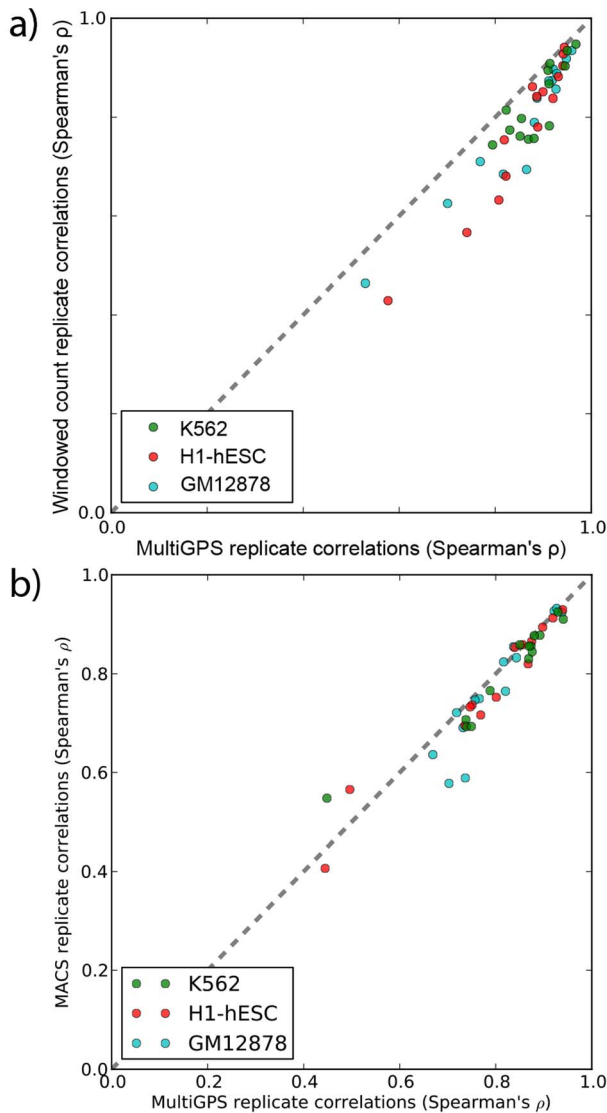 a)
1.0
Windowed count replicate correlations (Spearman's ρ)
K562
H1-hESC
GM12878
0.0
0.0
1.0
MultiGPS replicate correlations (Spearman's ρ)
b)
1.0
0.8
0.6
0.4
0.2
0.0
MACS replicate correlations (Spearman's ρ)
K562
H1-hESC
GM12878
0.0
0.2
0.4
0.6
0.8
1.0
MultiGPS replicate correlations (Spearman's ρ)